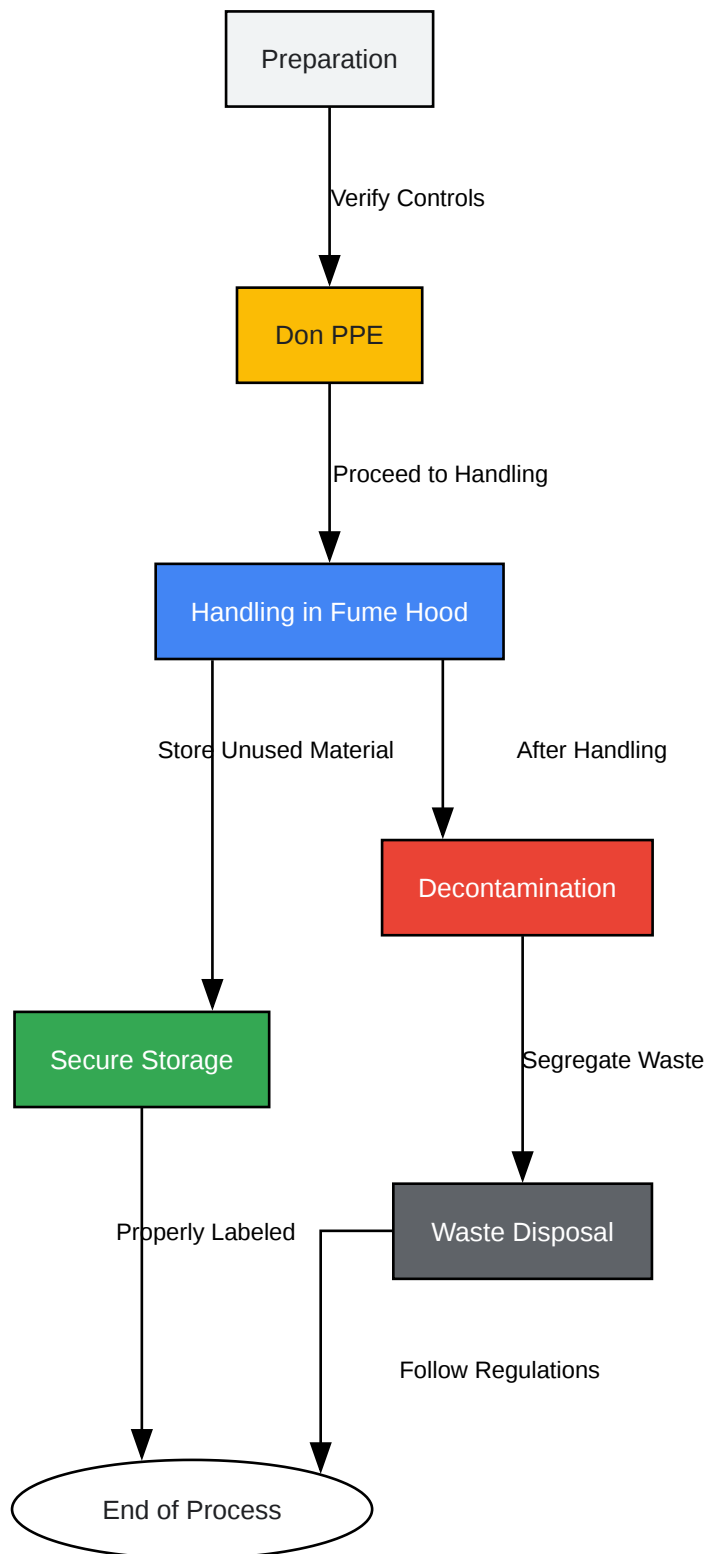 Preparation
Verify Controls
Don PPE
Proceed to Handling
Handling in Fume Hood
Store Unused Material
After Handling
Decontamination
Secure Storage
Segregate Waste
Properly Labeled
Waste Disposal
Follow Regulations
End of Process